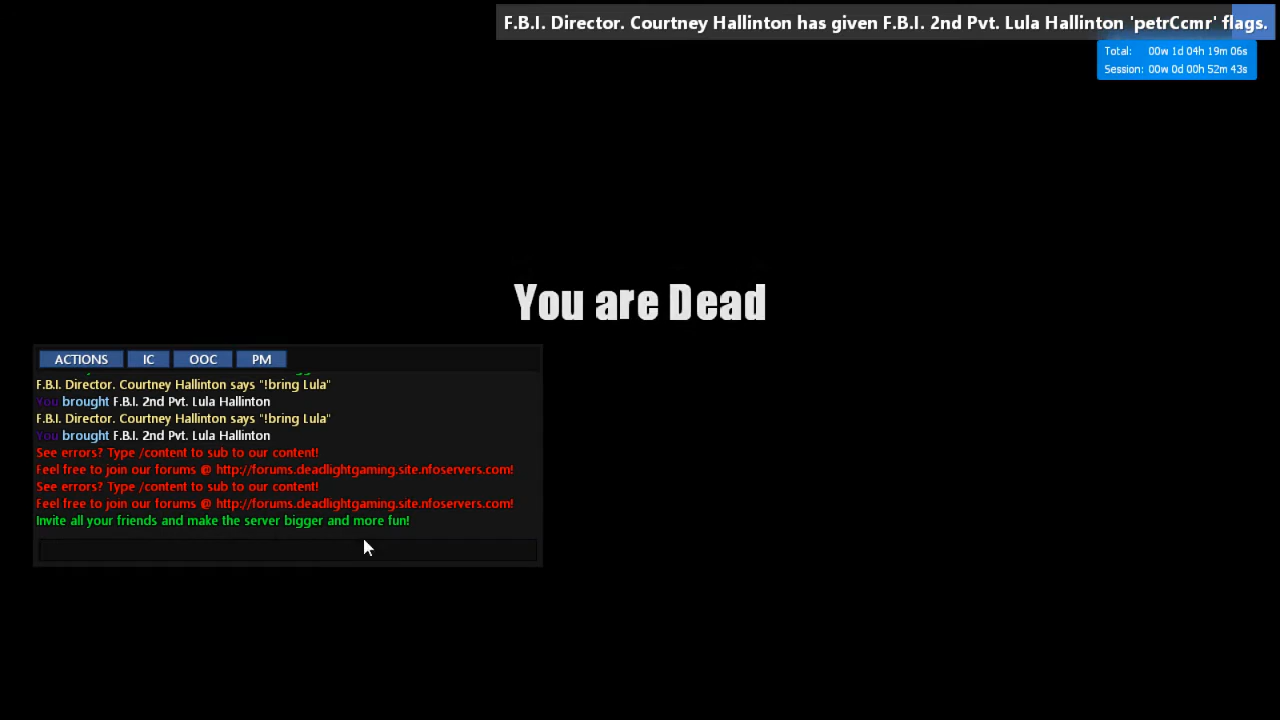 F.B.I. Director. Courtney Hallinton has given F.B.I. 2nd Pvt. Lula Hallinton 'petrCcmr' flags.
Total: 00w 1d 04h 19m 06s
Session: 00w 0d 00h 52m 43s
You are Dead
ACTIONS IC OOC PM
F.B.I. Director. Courtney Hallinton says "!bring Lula"
You brought F.B.I. 2nd Pvt. Lula Hallinton
F.B.I. Director. Courtney Hallinton says "!bring Lula"
You brought F.B.I. 2nd Pvt. Lula Hallinton
See errors? Type /content to sub to our content!
Feel free to join our forums @ http://forums.deadlightgaming.site.nfoservers.com!
See errors? Type /content to sub to our content!
Feel free to join our forums @ http://forums.deadlightgaming.site.nfoservers.com!
Invite all your friends and make the server bigger and more fun!